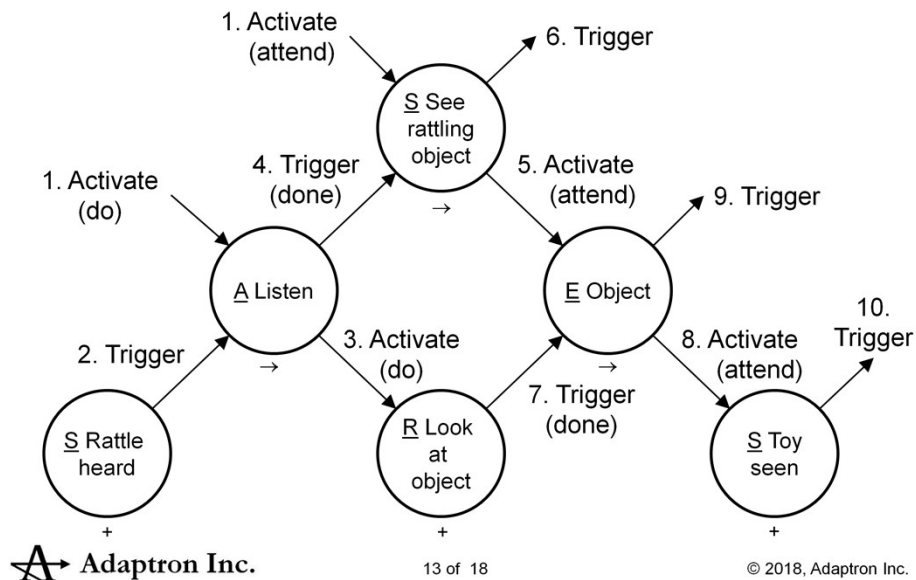 1. Activate
(attend)
6. Trigger
S See
rattling
object
4. Trigger
(done)
5. Activate
(attend)
→
1. Activate
(do)
9. Trigger
A Listen
E Object
10.
Trigger
2. Trigger
3. Activate
(do)
8. Activate
(attend)
→
→
7. Trigger
(done)
S Rattle
heard
R Look
at
object
S Toy
seen
+
+
+
Adaptron Inc.
13 of 18
© 2018, Adaptron Inc.